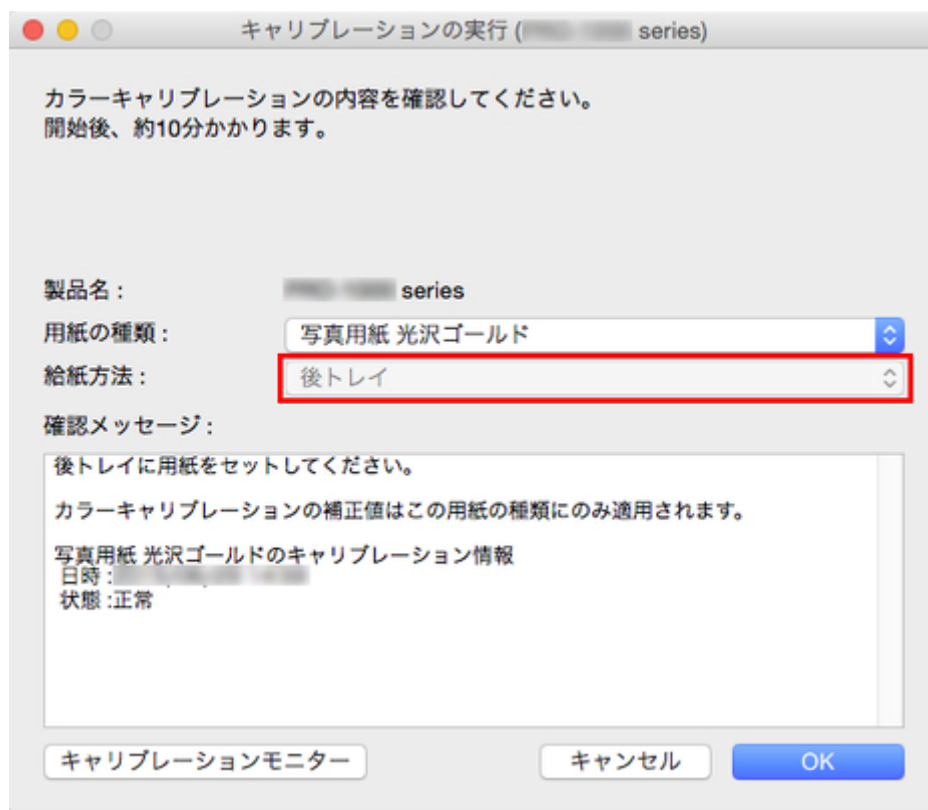 キャリブレーションの実行 ( series)
カラーキャリブレーションの内容を確認してください。
開始後、約10分かかります。
製品名 : series
用紙の種類 : 写真用紙 光沢ゴールド
給紙方法 : 後トレイ
確認メッセージ :
後トレイに用紙をセットしてください。
カラーキャリブレーションの補正値はこの用紙の種類にのみ適用されます。
写真用紙 光沢ゴールドのキャリブレーション情報
日時 :
状態 :正常
キャリブレーションモニター キャンセル OK